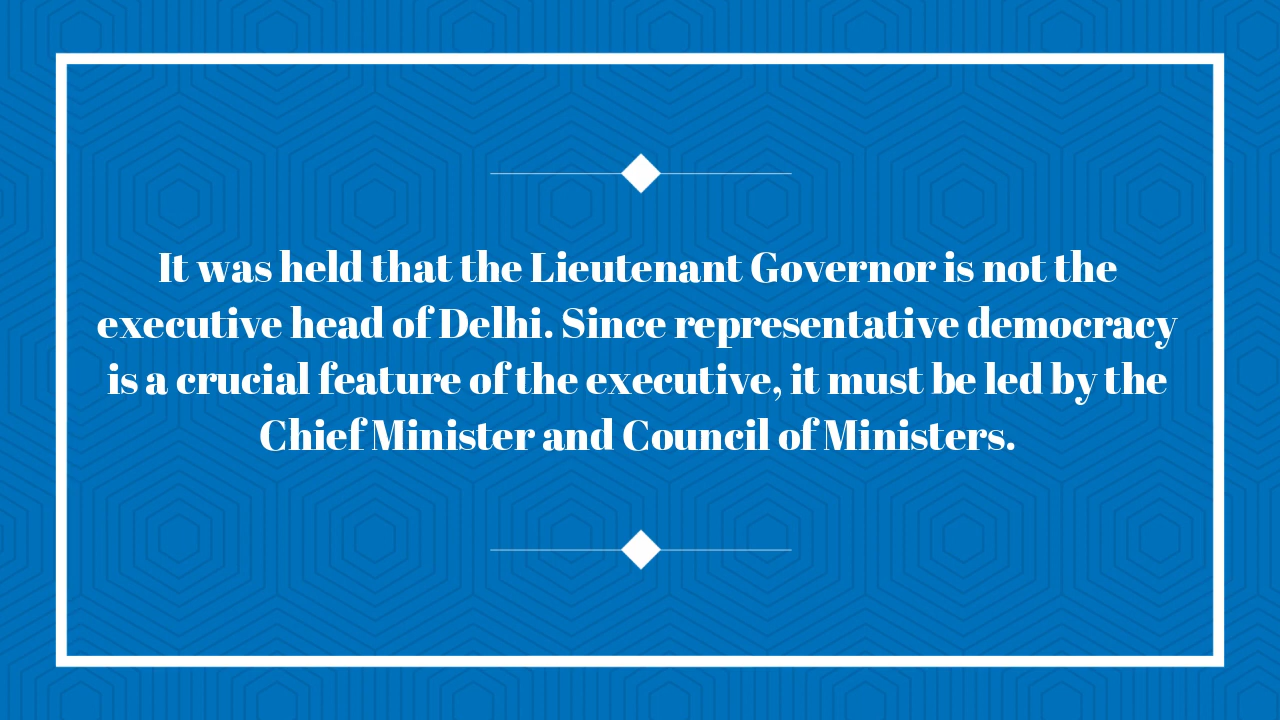 It was held that the Lieutenant Governor is not the
executive head of Delhi. Since representative democracy
is a crucial feature of the executive, it must be led by the
Chief Minister and Council of Ministers.